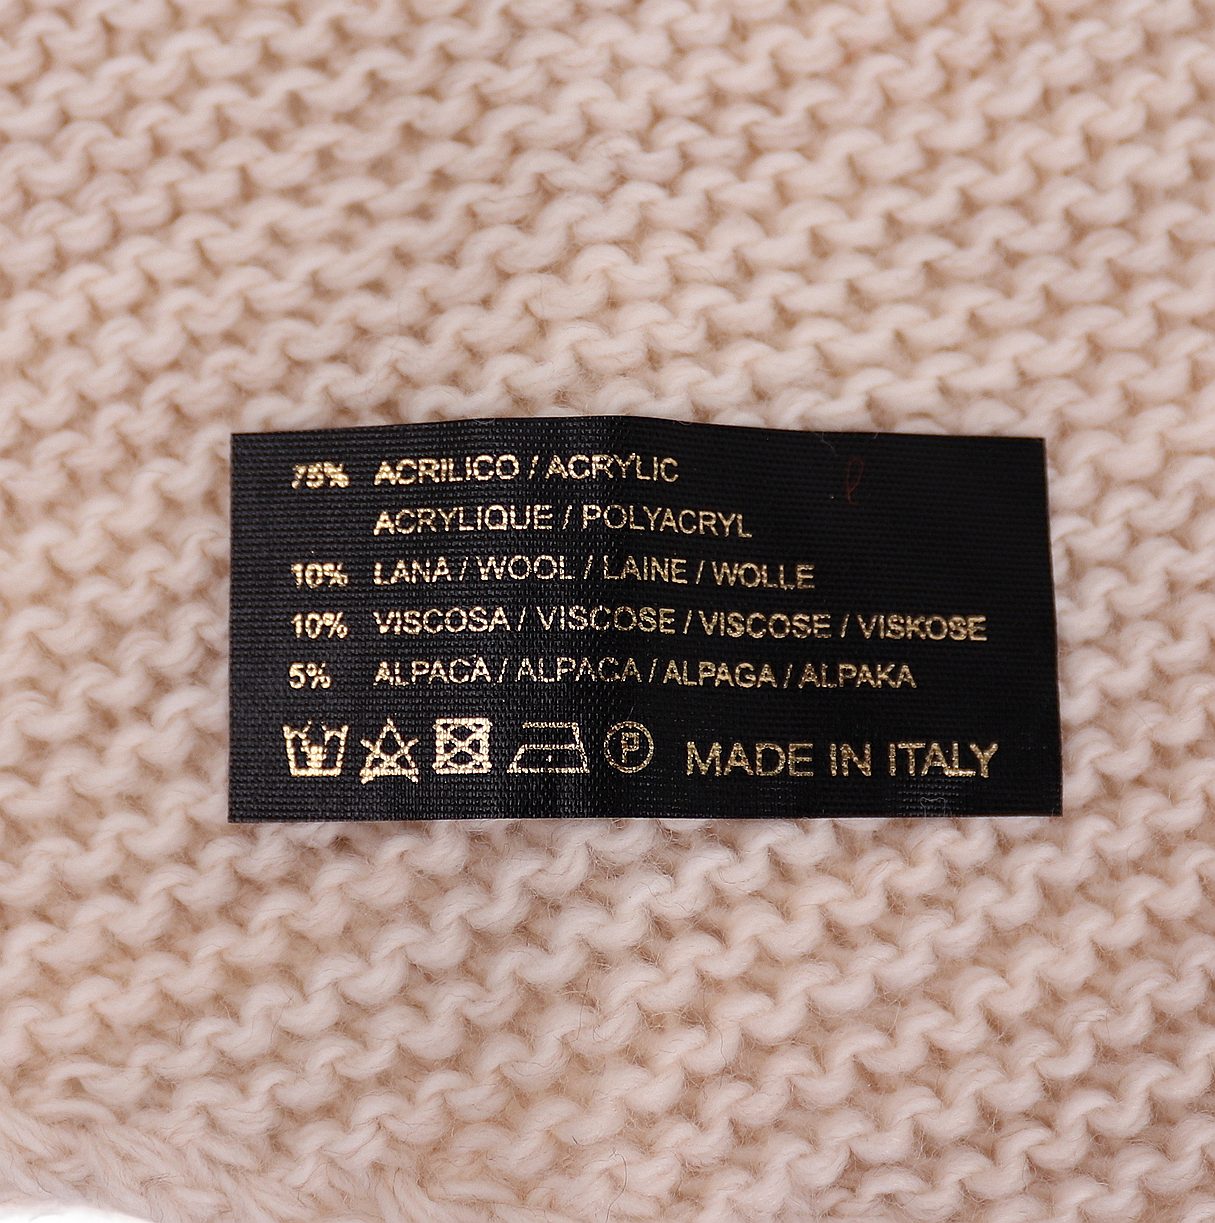 75% ACRILICO / ACRYLIC
ACRYLIQUE / POLYACRYL
10% LANA / WOOL / LAINE / WOLLE
10% VISCOSA / VISCOSE / VISCOSE / VISKOSE
5% ALPACA / ALPACA / ALPAGA / ALPAKA
P MADE IN ITALY